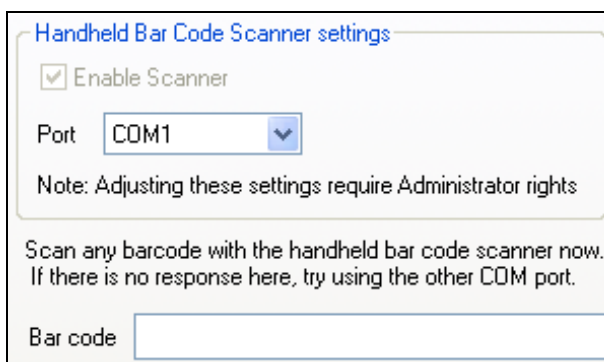 Handheld Bar Code Scanner settings
Enable Scanner
Port COM1
Note: Adjusting these settings require Administrator rights
Scan any barcode with the handheld bar code scanner now.
If there is no response here, try using the other COM port.
Bar code